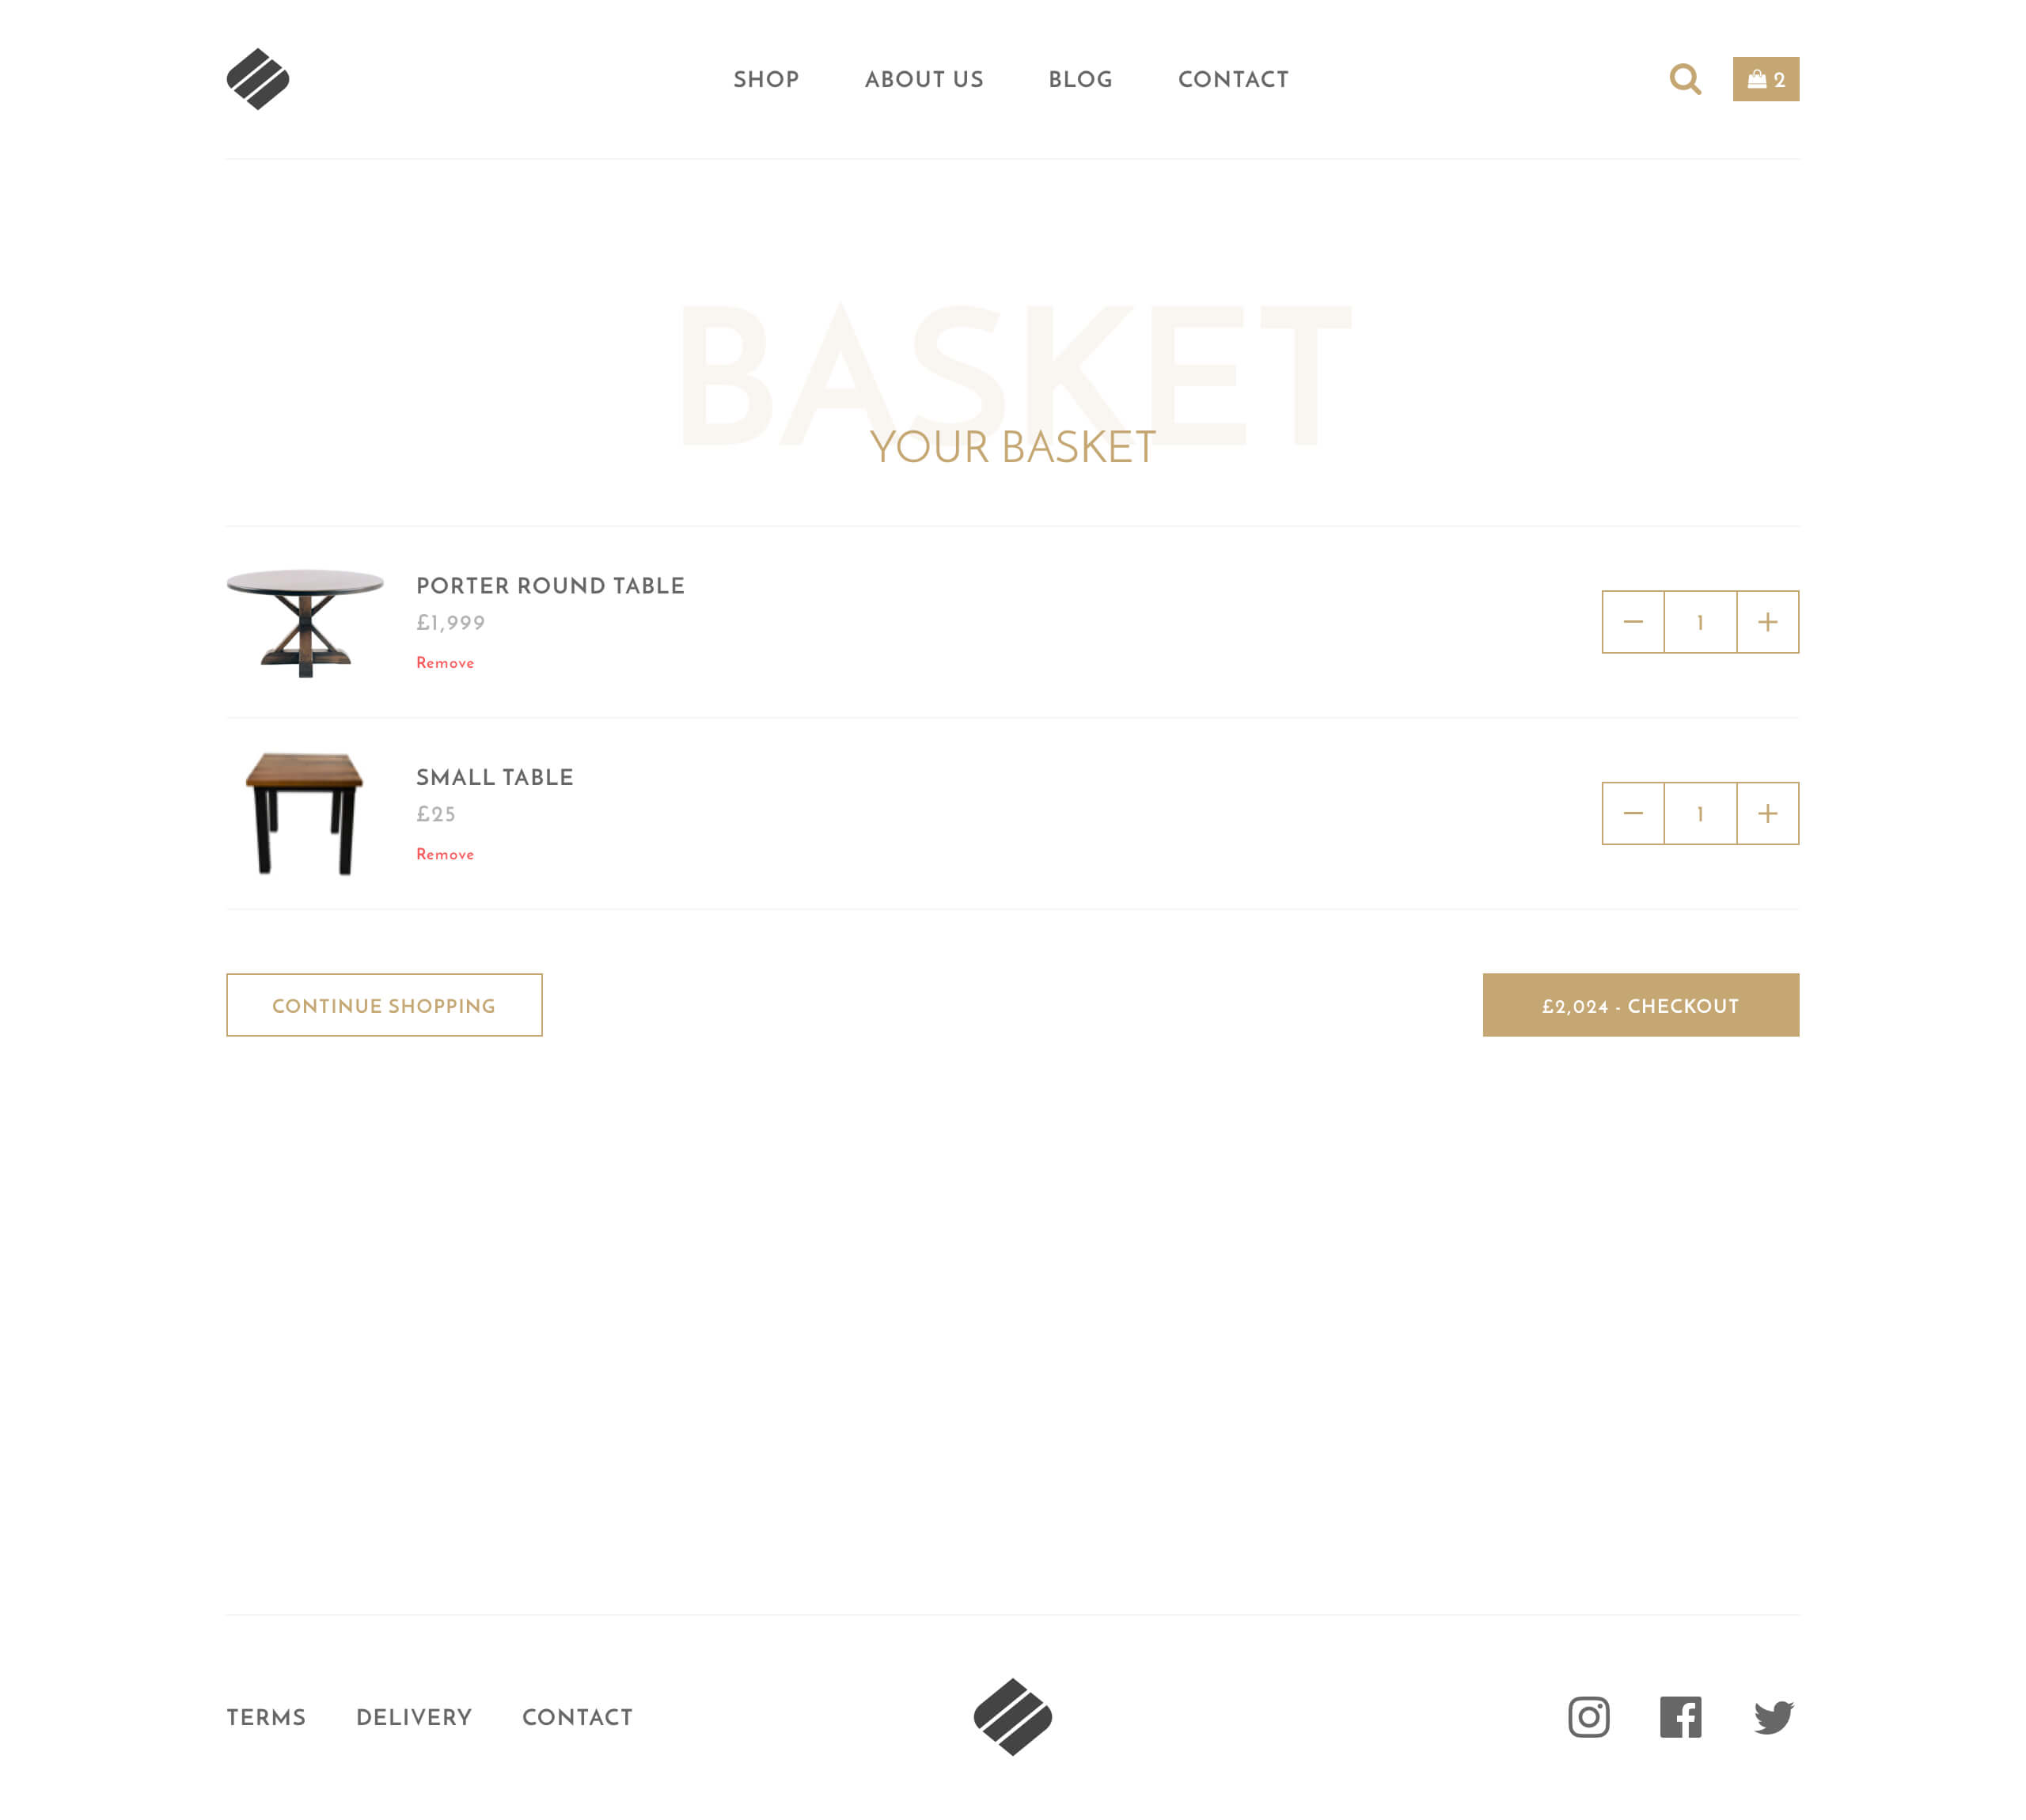 SHOP ABOUT US BLOG CONTACT 2
BASKET
YOUR BASKET
PORTER ROUND TABLE
£1,999
Remove
1
SMALL TABLE
£25
Remove
1
CONTINUE SHOPPING
£2,024 - CHECKOUT
TERMS DELIVERY CONTACT